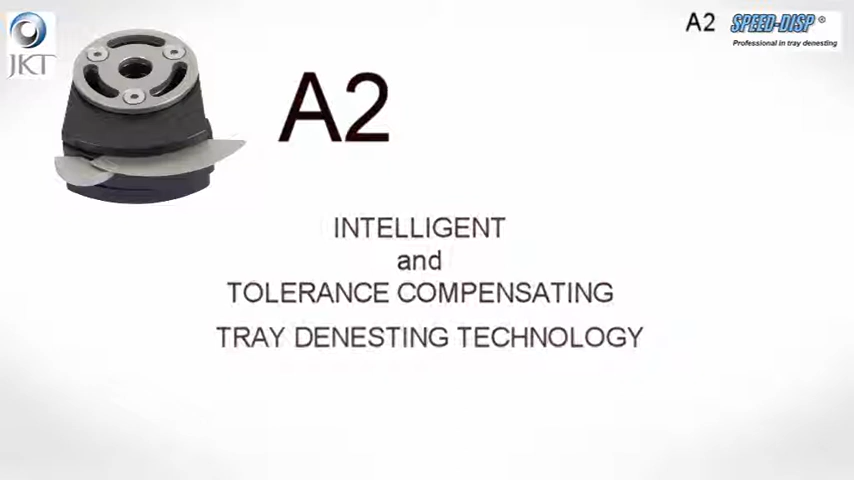 JKT
A2 SPEED-DISP ®
Professional in tray denesting
A2
INTELLIGENT
and
TOLERANCE COMPENSATING
TRAY DENESTING TECHNOLOGY